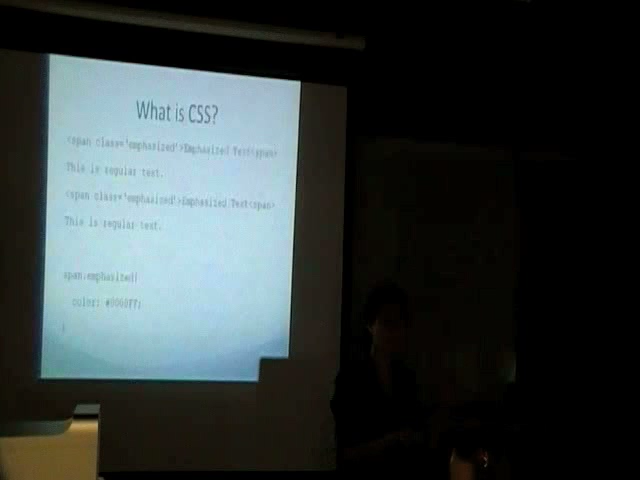 What is CSS?
<span class='emphasized'>Emphasized Text<span>
This is regular text.
<span class='emphasized'>Emphasized Text<span>
This is regular text.
span.emphasized{
color: #0000FF;
}